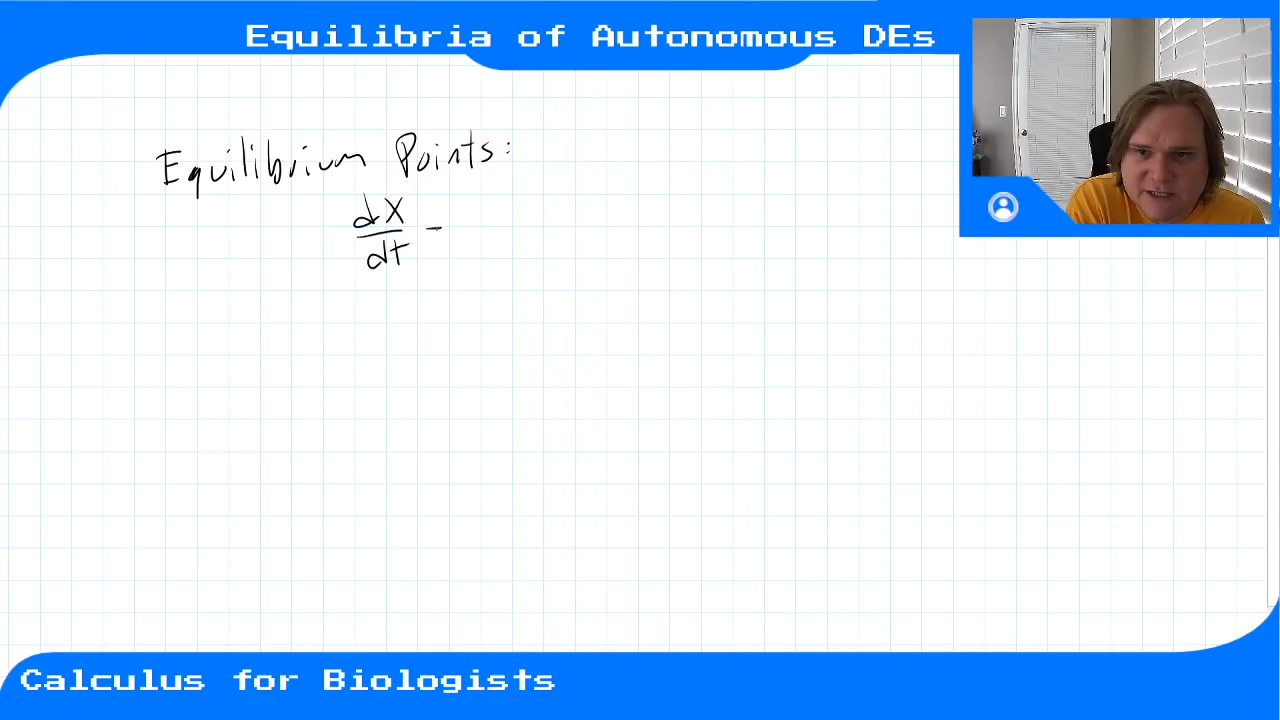 Equilibria of Autonomous DEs
Equilibrium Points:
dX
dt
-
Calculus for Biologists